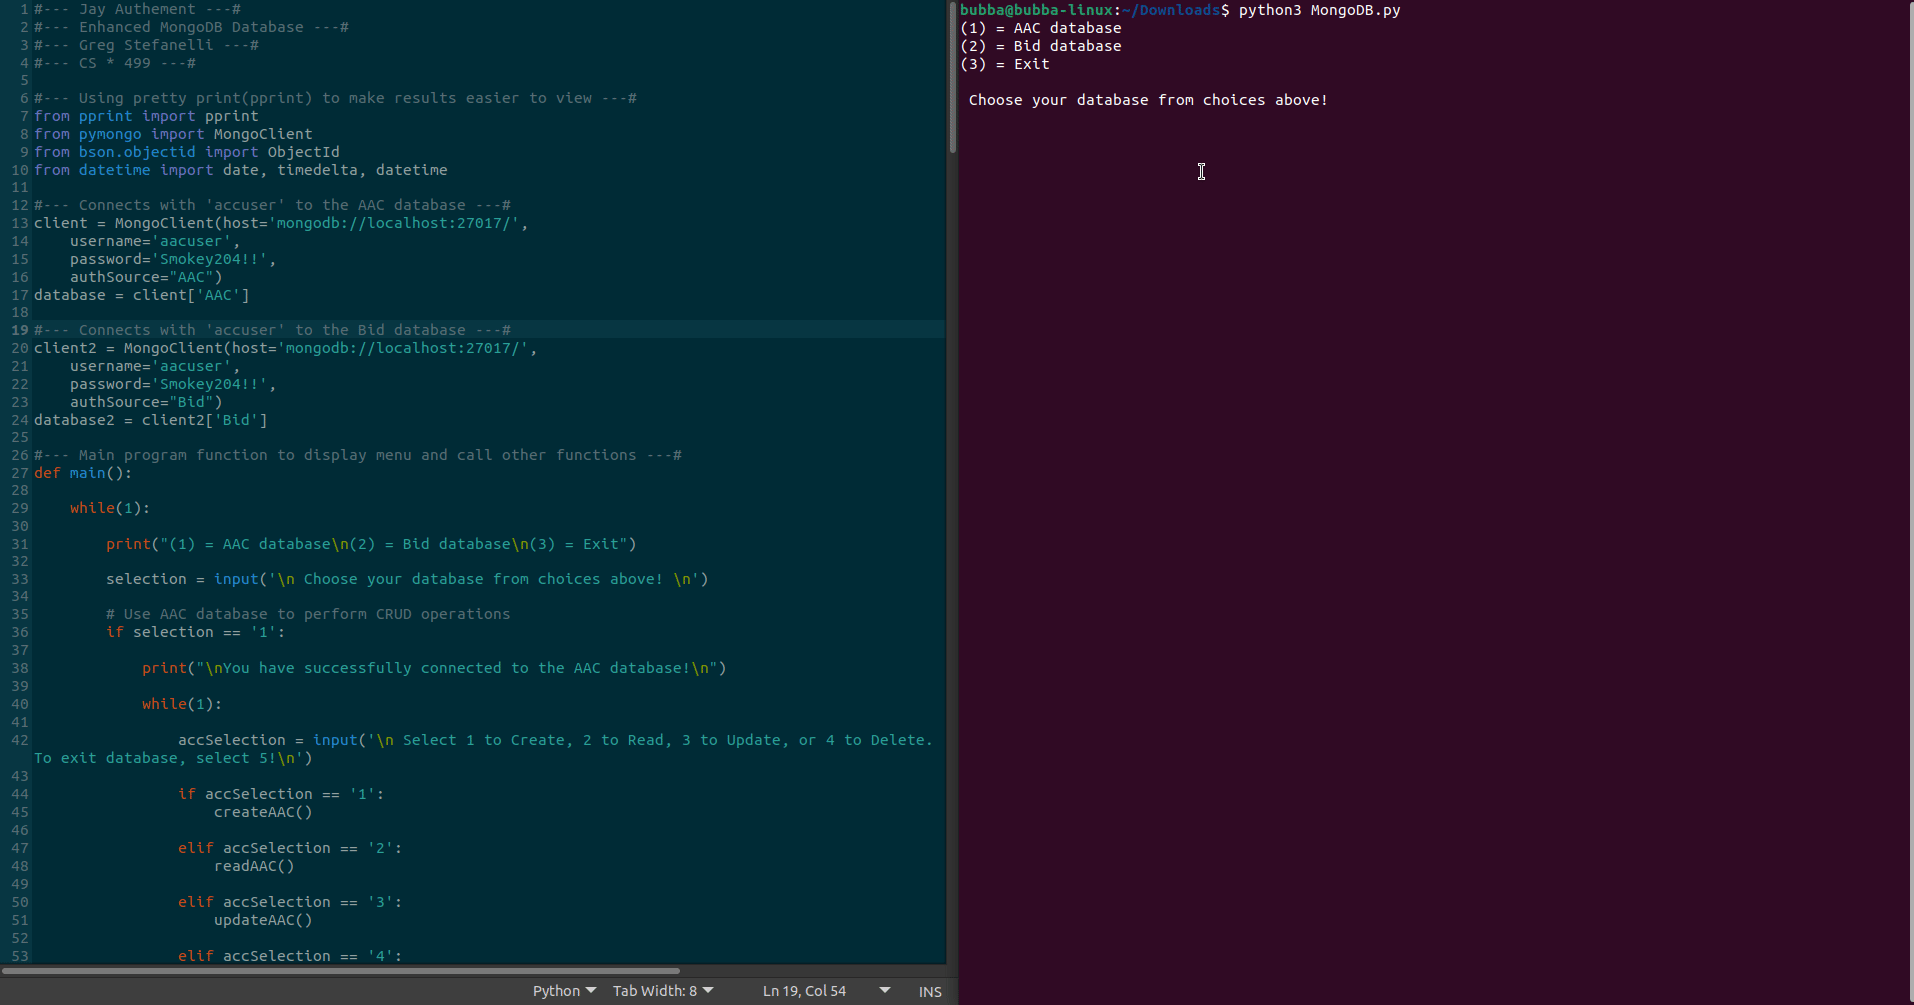 1 #--- Jay Authement ---#
2 #--- Enhanced MongoDB Database ---#
3 #--- Greg Stefanelli ---#
4 #--- CS * 499 ---#
5
6 #--- Using pretty print(pprint) to make results easier to view ---#
7 from pprint import pprint
8 from pymongo import MongoClient
9 from bson.objectid import ObjectId
10 from datetime import date, timedelta, datetime
11
12 #--- Connects with 'accuser' to the AAC database ---#
13 client = MongoClient(host='mongodb://localhost:27017/',
14     username='aacuser',
15     password='Smokey204!!',
16     authSource="AAC")
17 database = client['AAC']
18
19 #--- Connects with 'accuser' to the Bid database ---#
20 client2 = MongoClient(host='mongodb://localhost:27017/',
21     username='aacuser',
22     password='Smokey204!!',
23     authSource="Bid")
24 database2 = client2['Bid']
25
26 #--- Main program function to display menu and call other functions ---#
27 def main():
28
29     while(1):
30
31         print("(1) = AAC database\n(2) = Bid database\n(3) = Exit")
32
33         selection = input('\n Choose your database from choices above! \n')
34
35         # Use AAC database to perform CRUD operations
36         if selection == '1':
37
38             print("\nYou have successfully connected to the AAC database!\n")
39
40             while(1):
41
42                 accSelection = input('\n Select 1 to Create, 2 to Read, 3 to Update, or 4 to Delete.
To exit database, select 5!\n')
43
44                 if accSelection == '1':
45                     createAAC()
46
47                 elif accSelection == '2':
48                     readAAC()
49
50                 elif accSelection == '3':
51                     updateAAC()
52
53                 elif accSelection == '4':
Python Tab Width: 8 Ln 19, Col 54 INS
bubba@bubba-linux:~/Downloads$ python3 MongoDB.py
(1) = AAC database
(2) = Bid database
(3) = Exit
 Choose your database from choices above!